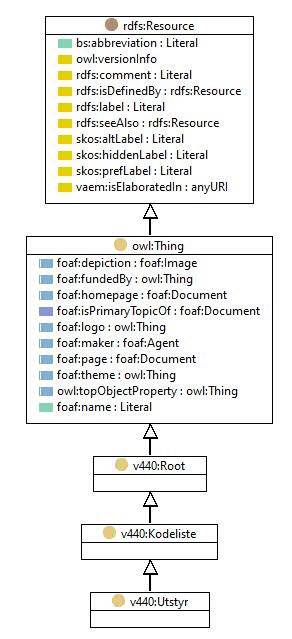 rdfs:Resource
bs:abbreviation : Literal
owl:versionInfo
rdfs:comment : Literal
rdfs:isDefinedBy : rdfs:Resource
rdfs:label : Literal
rdfs:seeAlso : rdfs:Resource
skos:altLabel : Literal
skos:hiddenLabel : Literal
skos:prefLabel : Literal
vaem:isElaboratedIn : anyURI
owl:Thing
foaf:depiction : foaf:Image
foaf:fundedBy : owl:Thing
foaf:homepage : foaf:Document
foaf:isPrimaryTopicOf : foaf:Document
foaf:logo : owl:Thing
foaf:maker : foaf:Agent
foaf:page : foaf:Document
foaf:theme : owl:Thing
owl:topObjectProperty : owl:Thing
foaf:name : Literal
v440:Root
v440:Kodeliste
v440:Utstyr